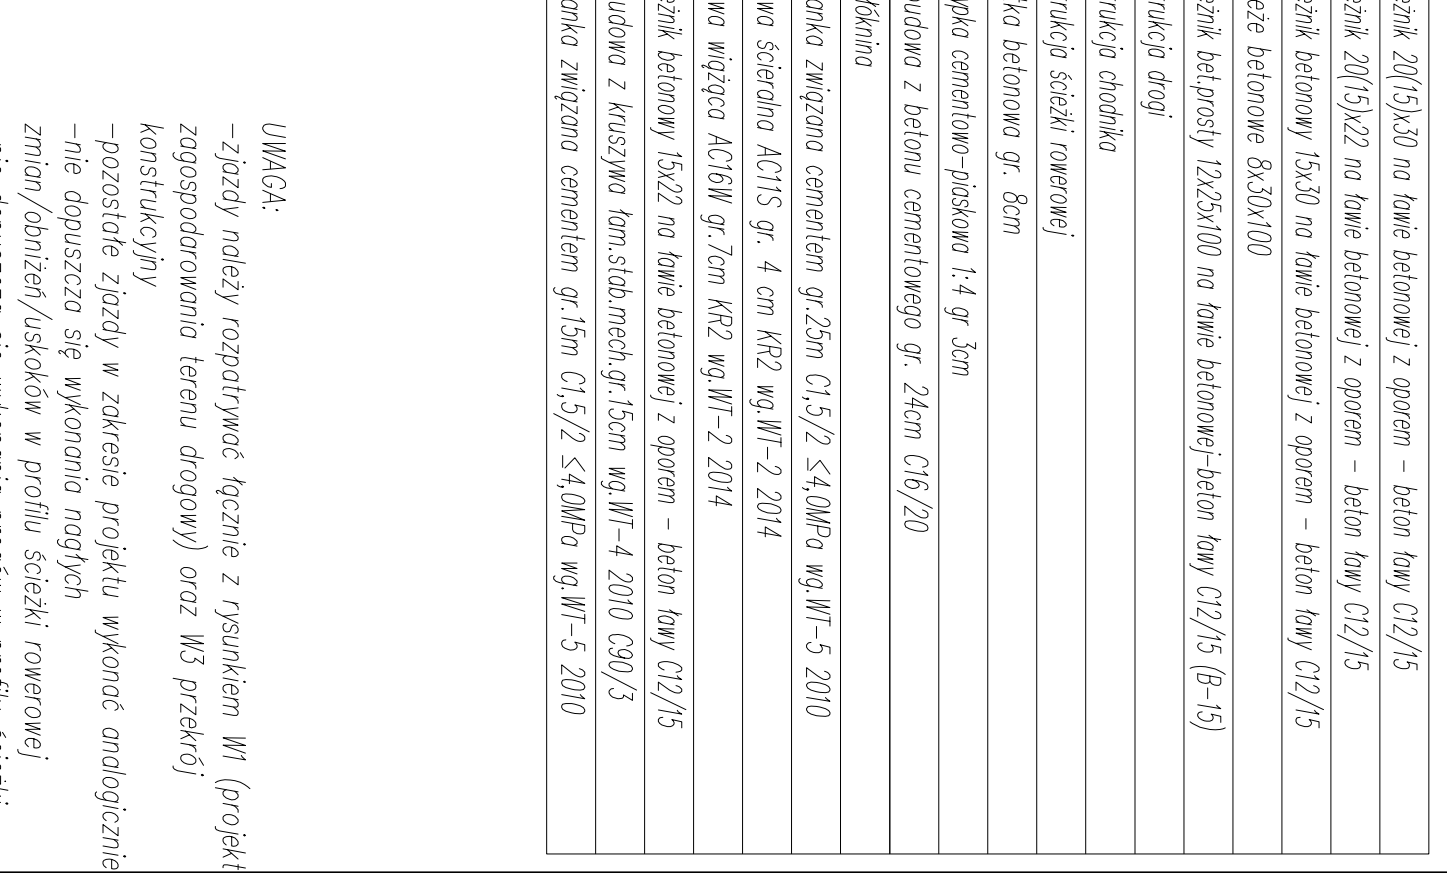 eżnik 20(15)x30 na ławie betonowej z oporem – beton ławy C12/15
eżnik 20(15)x22 na ławie betonowej z oporem – beton ławy C12/15
eżnik betonowy 15x30 na ławie betonowej z oporem – beton ławy C12/15
eże betonowe 8x30x100
eżnik bet.prosty 12x25x100 na ławie betonowej–beton ławy C12/15 (B–15)
rukcja drogi
rukcja chodnika
trukcja ścieżki rowerowej
tka betonowa gr. 8cm
ypka cementowo–piaskowa 1:4 gr 3cm
budowa z betonu cementowego gr. 24cm C16/20
łóknina
anka związana cementem gr.25m C1,5/2 ≤4,0MPa wg.WT–5 2010
wa ścieralna AC11S gr. 4 cm KR2 wg.WT–2 2014
wa wiążąca AC16W gr.7cm KR2 wg.WT–2 2014
eżnik betonowy 15x22 na ławie betonowej z oporem – beton ławy C12/15
udowa z kruszywa łam.stab.mech.gr.15cm wg.WT–4 2010 C90/3
anka związana cementem gr.15m C1,5/2 ≤4,0MPa wg.WT–5 2010
UWAGA:
–zjazdy należy rozpatrywać łącznie z rysunkiem W1 (projekt
zagospodarowania terenu drogowy) oraz W3 przekrój
konstrukcyjny
–pozostałe zjazdy w zakresie projektu wykonać analogicznie
–nie dopuszcza się wykonania nagłych
zmian/obniżeń/uskoków w profilu ścieżki rowerowej